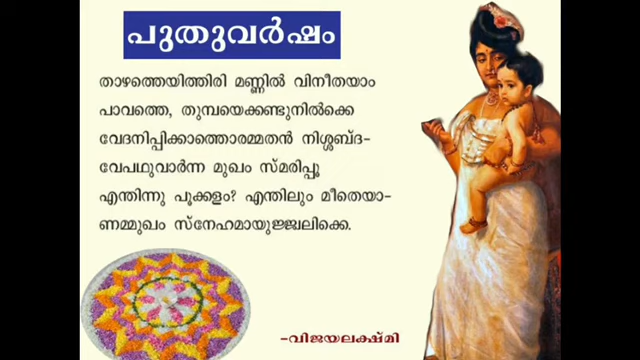 പുതുവർഷം
താഴത്തെയിത്തിരി മണ്ണിൽ വിനീതയാം
പാവത്തെ, തുമ്പയെക്കണ്ടുനിൽക്കെ
വേദനിപ്പിക്കാത്തൊരമ്മതൻ നിശ്ശബ്ദ-
വേപഥുവാർന്ന മുഖം സ്മരിപ്പൂ
എന്തിന്നു പൂക്കളം? എന്തിലും മീതെയാ-
ണമ്മുഖം സ്നേഹമായുജ്ജ്വലിക്കെ.
-വിജയലക്ഷ്മി